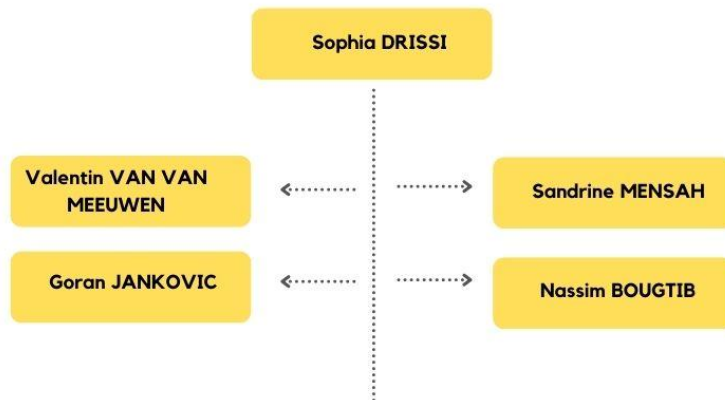 Sophia DRISSI
Valentin VAN VAN
MEEUWEN
Sandrine MENSAH
Goran JANKOVIC
Nassim BOUGTIB